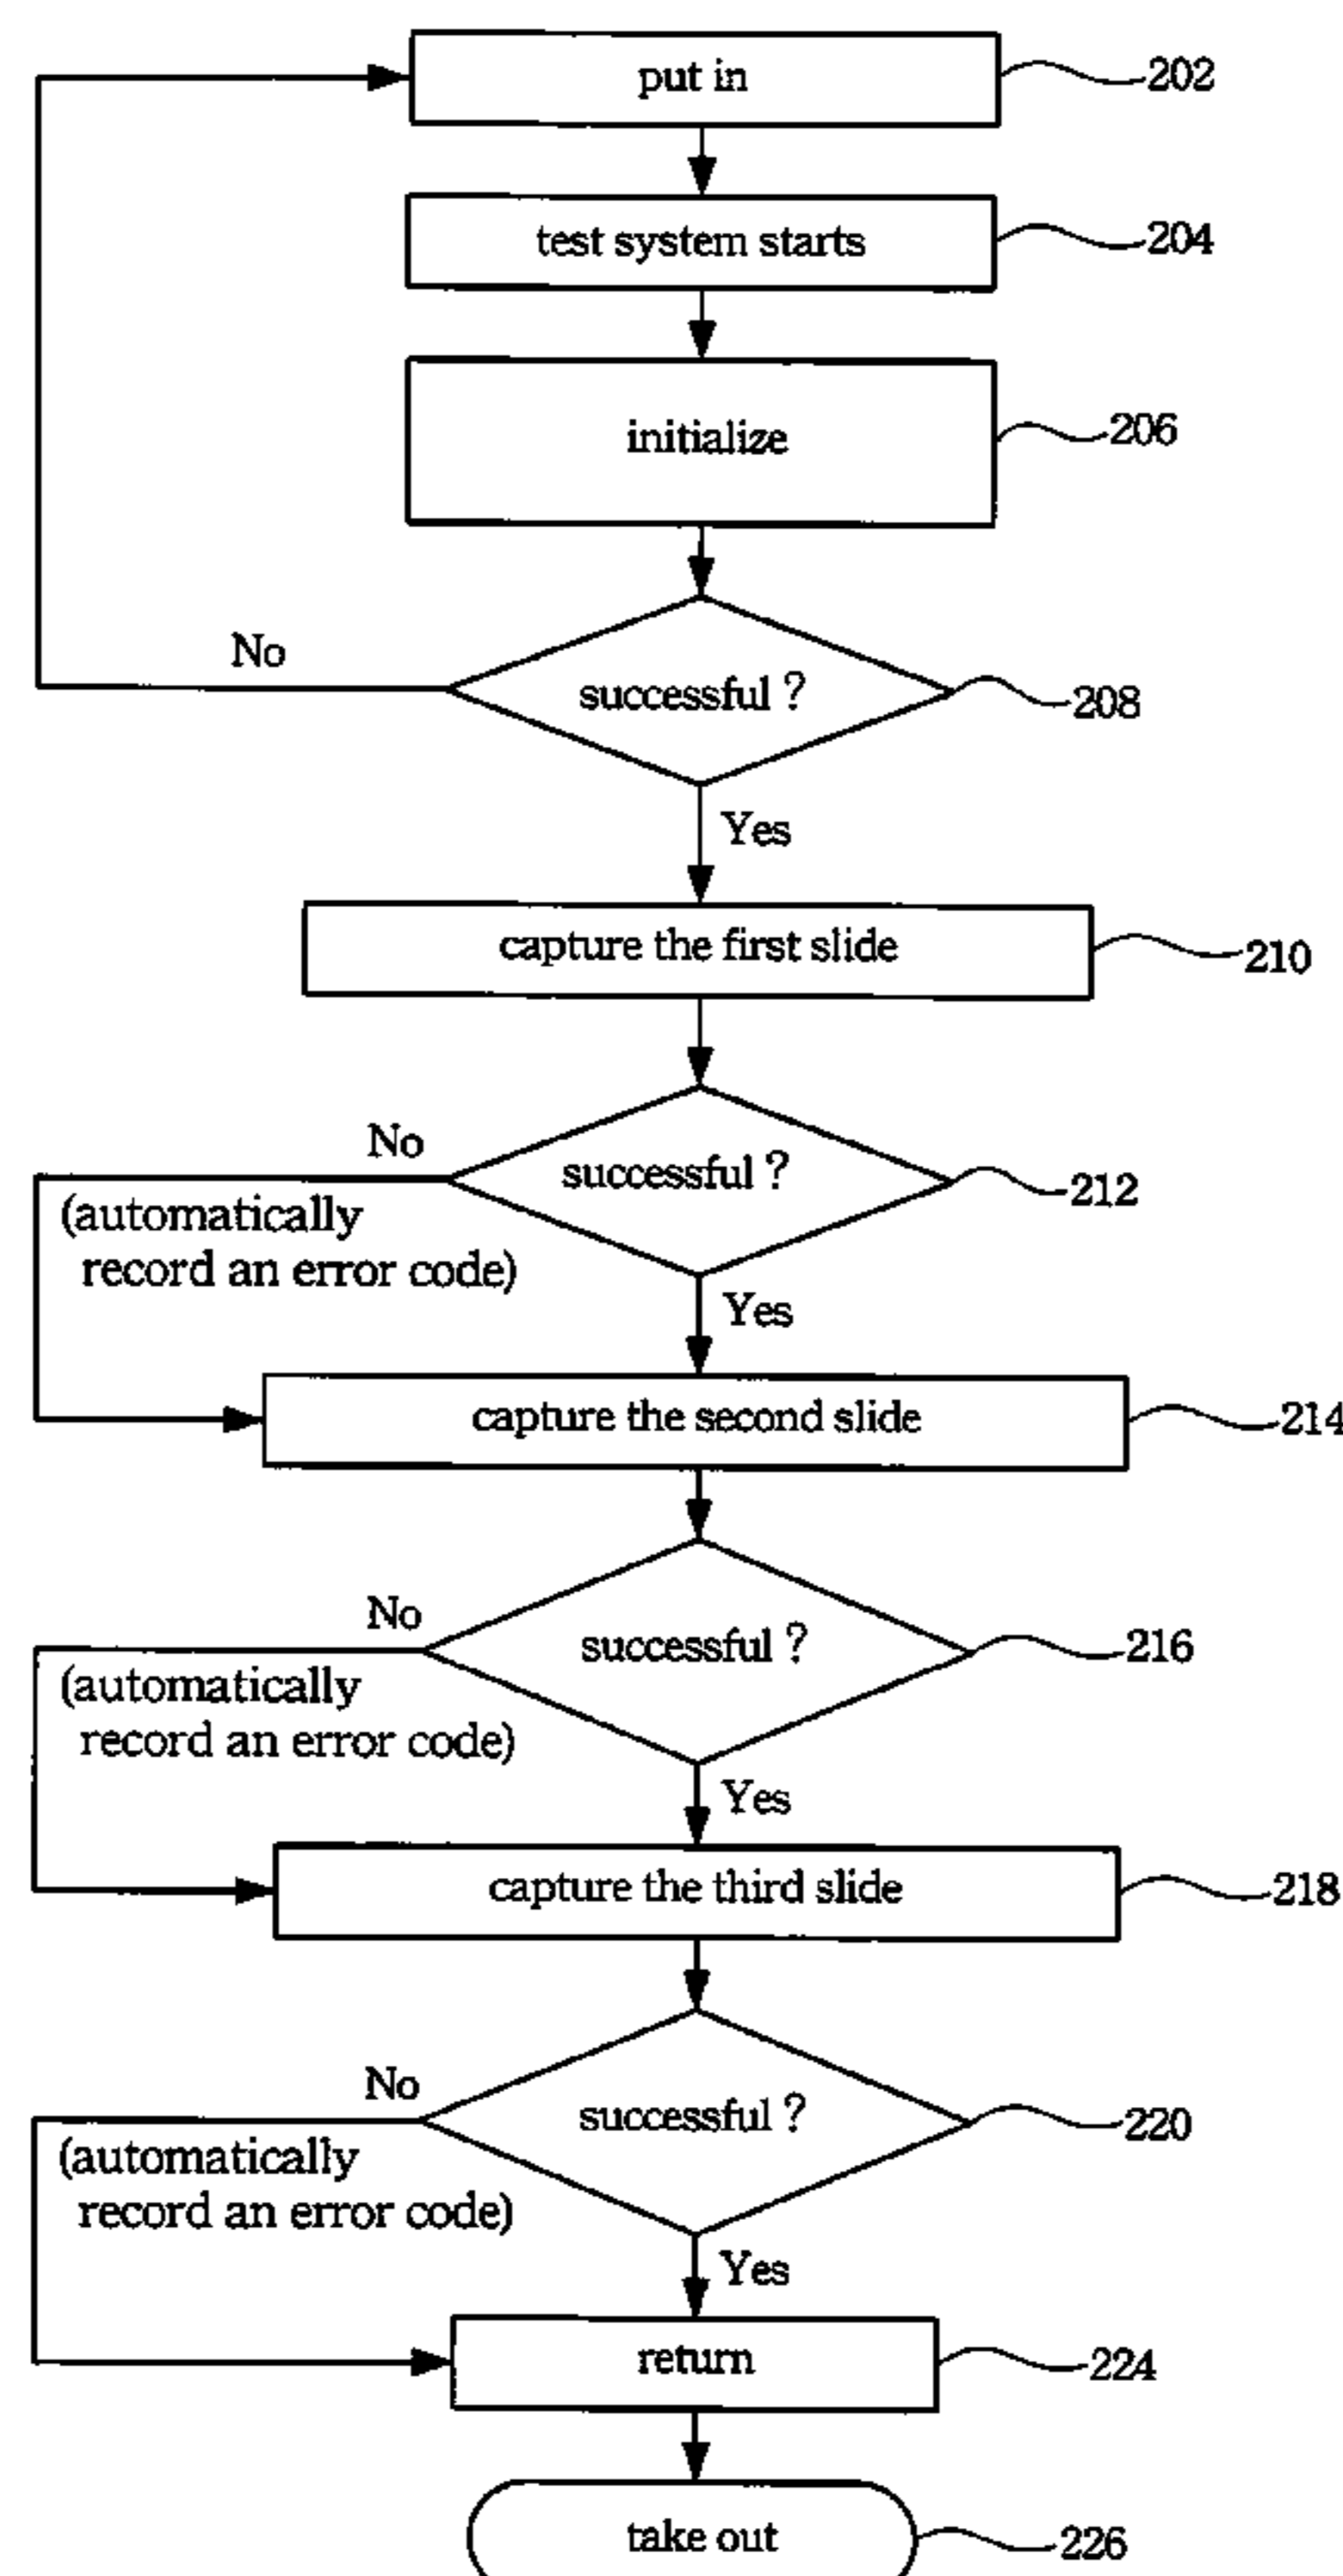 put in
202
test system starts
204
initialize
206
No
successful ?
208
Yes
capture the first slide
210
No
successful ?
212
(automatically
record an error code)
Yes
capture the second slide
214
No
successful ?
216
(automatically
record an error code)
Yes
capture the third slide
218
No
successful ?
220
(automatically
record an error code)
Yes
return
224
take out
226